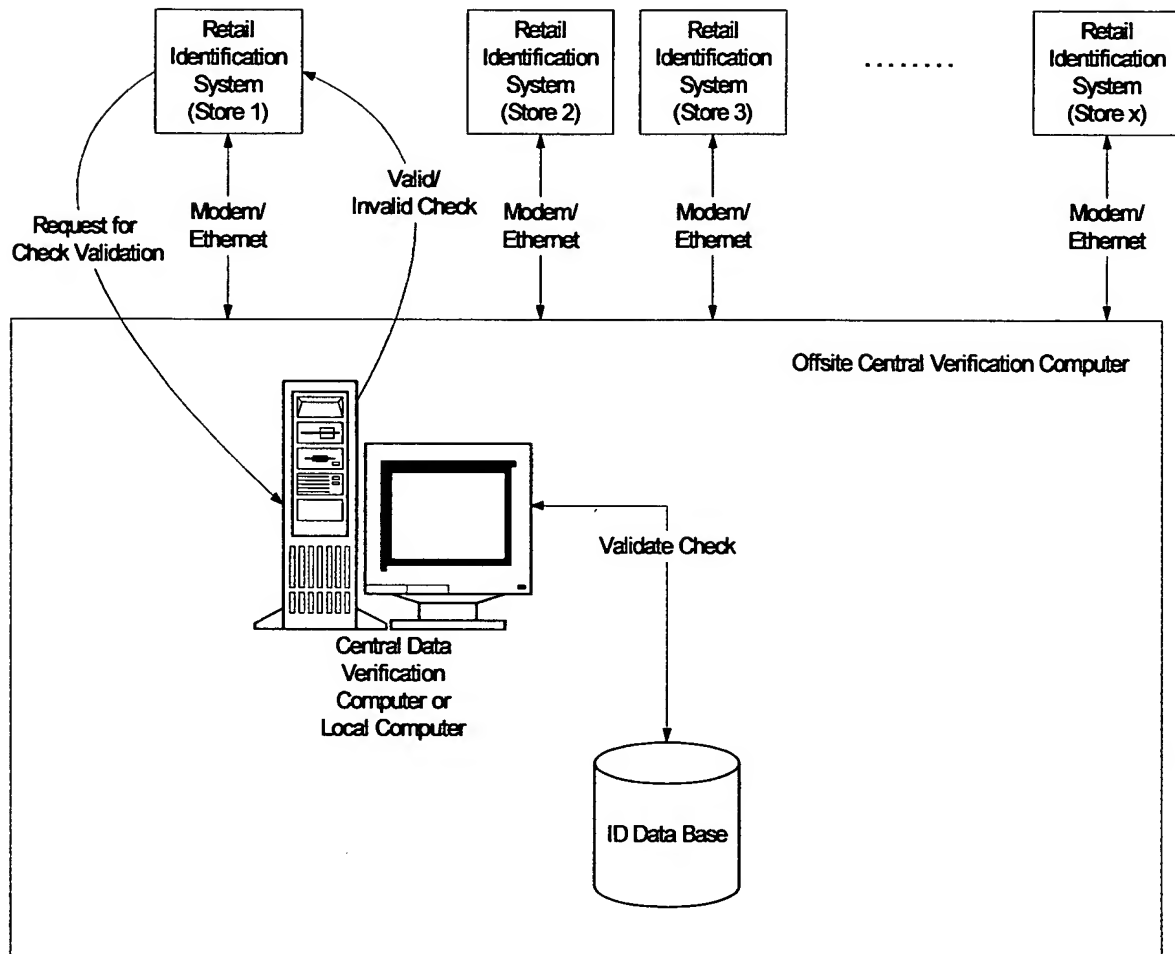 Retail
Identification
System
(Store 1)
Retail
Identification
System
(Store 2)
Retail
Identification
System
(Store 3)
........
Retail
Identification
System
(Store x)
Request for
Check Validation
Modem/
Ethernet
Valid/
Invalid Check
Modem/
Ethernet
Modem/
Ethernet
Modem/
Ethernet
Offsite Central Verification Computer
Validate Check
Central Data
Verification
Computer or
Local Computer
ID Data Base